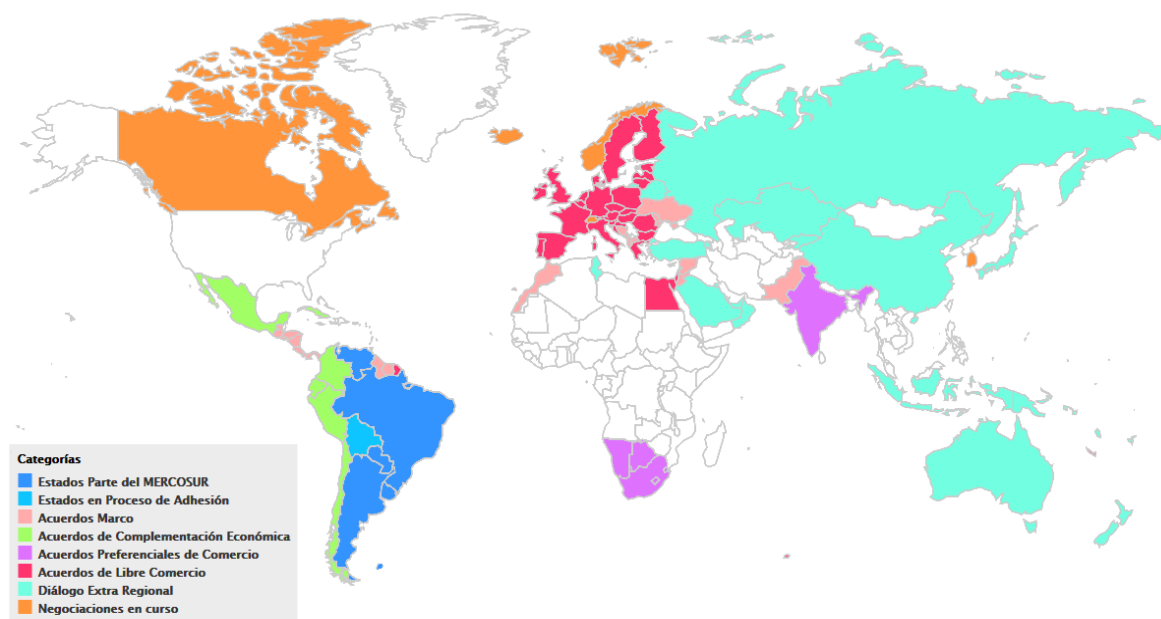 Categorías
Estados Parte del MERCOSUR
Estados en Proceso de Adhesión
Acuerdos Marco
Acuerdos de Complementación Económica
Acuerdos Preferenciales de Comercio
Acuerdos de Libre Comercio
Diálogo Extra Regional
Negociaciones en curso